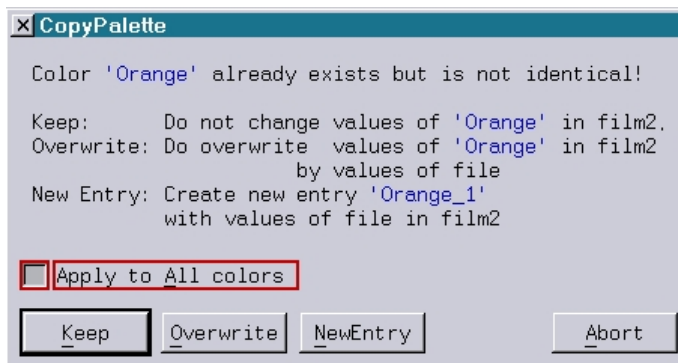 CopyPalette
Color 'Orange' already exists but is not identical!
Keep: Do not change values of 'Orange' in film2,
Overwrite: Do overwrite values of 'Orange' in film2
by values of file
New Entry: Create new entry 'Orange_1'
with values of file in film2
Apply to All colors
Keep Overwrite NewEntry Abort